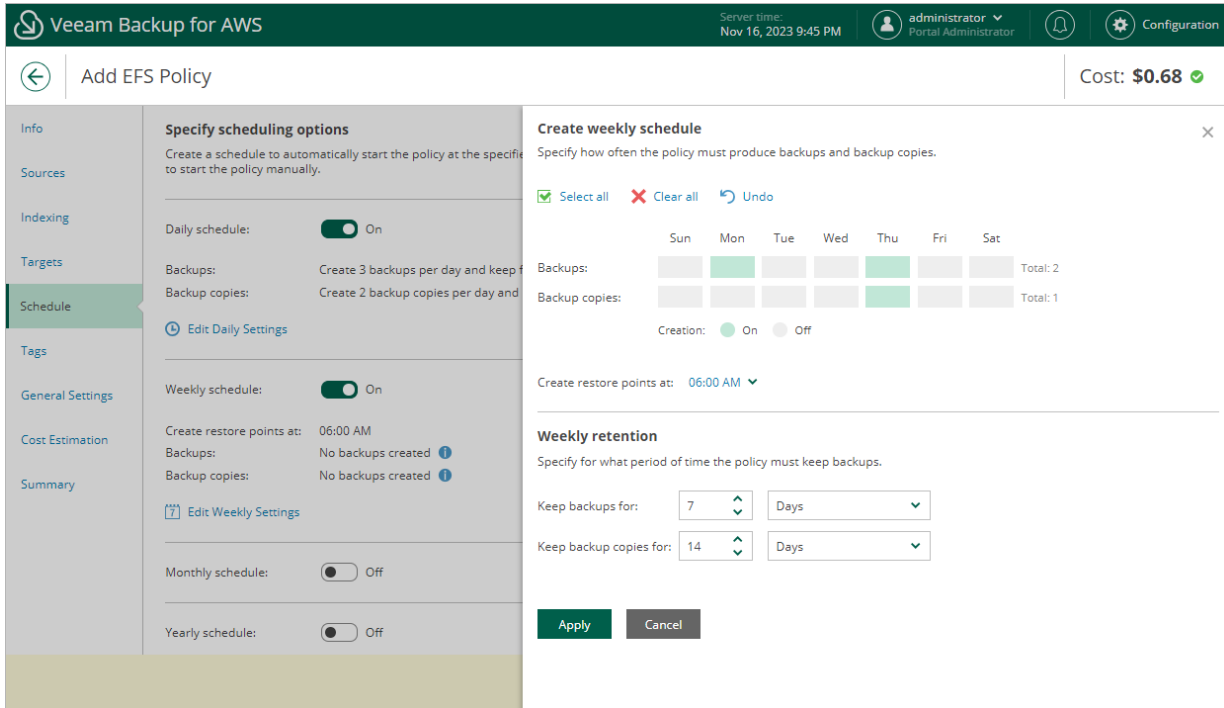 Veeam Backup for AWS
Server time:
Nov 16, 2023 9:45 PM
administrator
Portal Administrator
Configuration
Add EFS Policy
Cost: $0.68
Info
Sources
Indexing
Targets
Schedule
Tags
General Settings
Cost Estimation
Summary
Specify scheduling options
Create a schedule to automatically start the policy at the specifie
to start the policy manually.
Daily schedule: On
Backups: Create 3 backups per day and keep f
Backup copies: Create 2 backup copies per day and
Edit Daily Settings
Weekly schedule: On
Create restore points at: 06:00 AM
Backups: No backups created
Backup copies: No backups created
7 Edit Weekly Settings
Monthly schedule: Off
Yearly schedule: Off
Create weekly schedule
Specify how often the policy must produce backups and backup copies.
Select all Clear all Undo
Sun Mon Tue Wed Thu Fri Sat
Backups: Total: 2
Backup copies: Total: 1
Creation: On Off
Create restore points at: 06:00 AM
Weekly retention
Specify for what period of time the policy must keep backups.
Keep backups for: 7 Days
Keep backup copies for: 14 Days
Apply Cancel